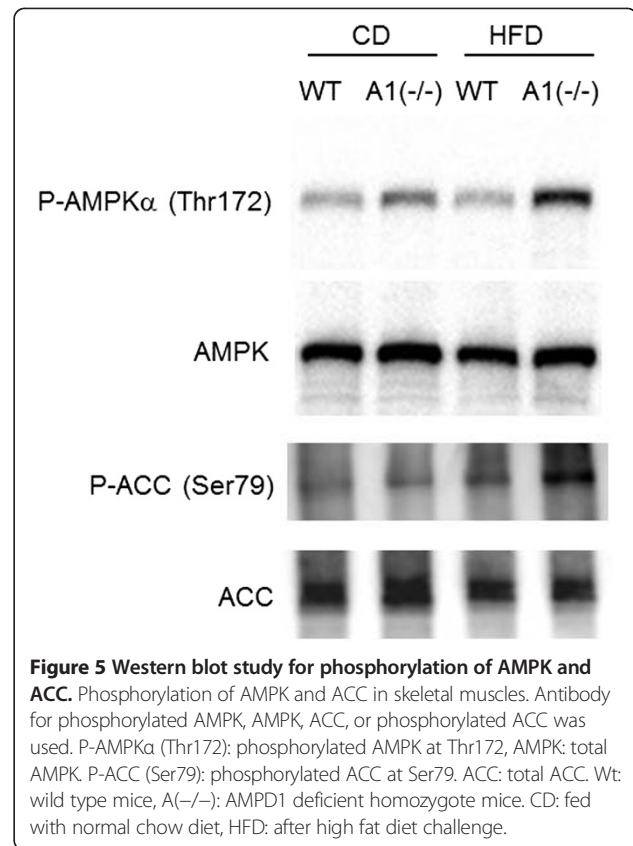 CD HFD
WT A1(-/-) WT A1(-/-)
P-AMPKα (Thr172)
AMPK
P-ACC (Ser79)
ACC
Figure 5 Western blot study for phosphorylation of AMPK and
ACC. Phosphorylation of AMPK and ACC in skeletal muscles. Antibody
for phosphorylated AMPK, AMPK, ACC, or phosphorylated ACC was
used. P-AMPKα (Thr172): phosphorylated AMPK at Thr172, AMPK: total
AMPK. P-ACC (Ser79): phosphorylated ACC at Ser79. ACC: total ACC. Wt:
wild type mice, A(−/−): AMPD1 deficient homozygote mice. CD: fed
with normal chow diet, HFD: after high fat diet challenge.